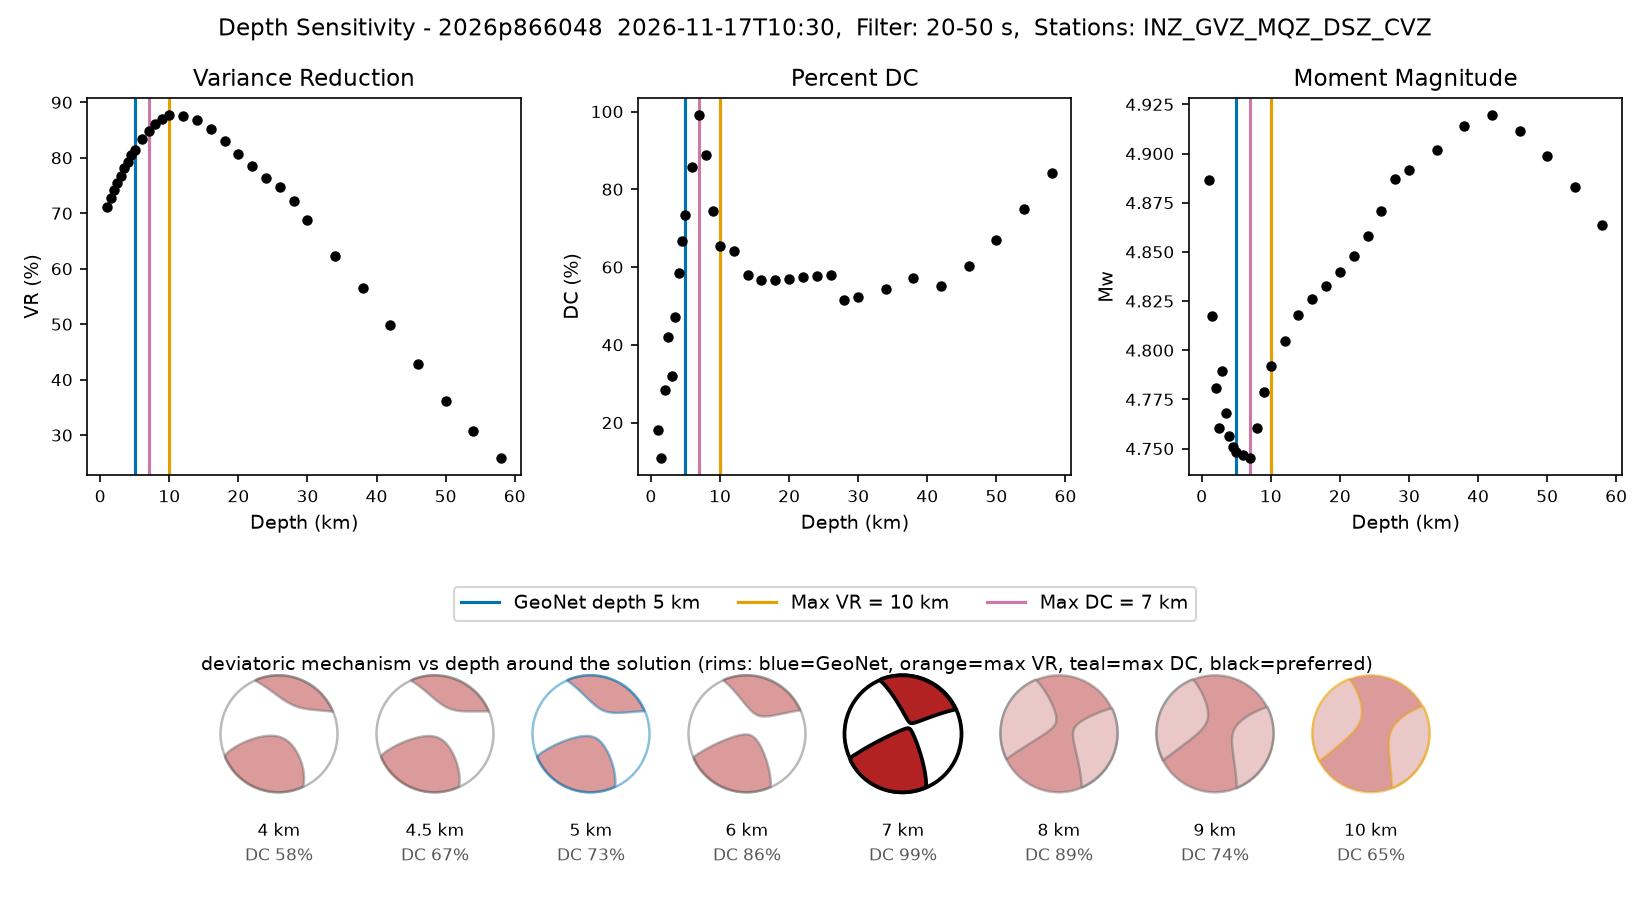 Depth Sensitivity - 2026p866048  2026-11-17T10:30,  Filter: 20-50 s,  Stations: INZ_GVZ_MQZ_DSZ_CVZ
Variance Reduction
90
80
70
60
50
40
30
VR (%)
0 10 20 30 40 50 60
Depth (km)
Percent DC
100
80
60
40
20
DC (%)
0 10 20 30 40 50 60
Depth (km)
Moment Magnitude
4.925
4.900
4.875
4.850
4.825
4.800
4.775
4.750
Mw
0 10 20 30 40 50 60
Depth (km)
GeoNet depth 5 km
Max VR = 10 km
Max DC = 7 km
deviatoric mechanism vs depth around the solution (rims: blue=GeoNet, orange=max VR, teal=max DC, black=preferred)
4 km 4.5 km 5 km 6 km 7 km 8 km 9 km 10 km
DC 58% DC 67% DC 73% DC 86% DC 99% DC 89% DC 74% DC 65%